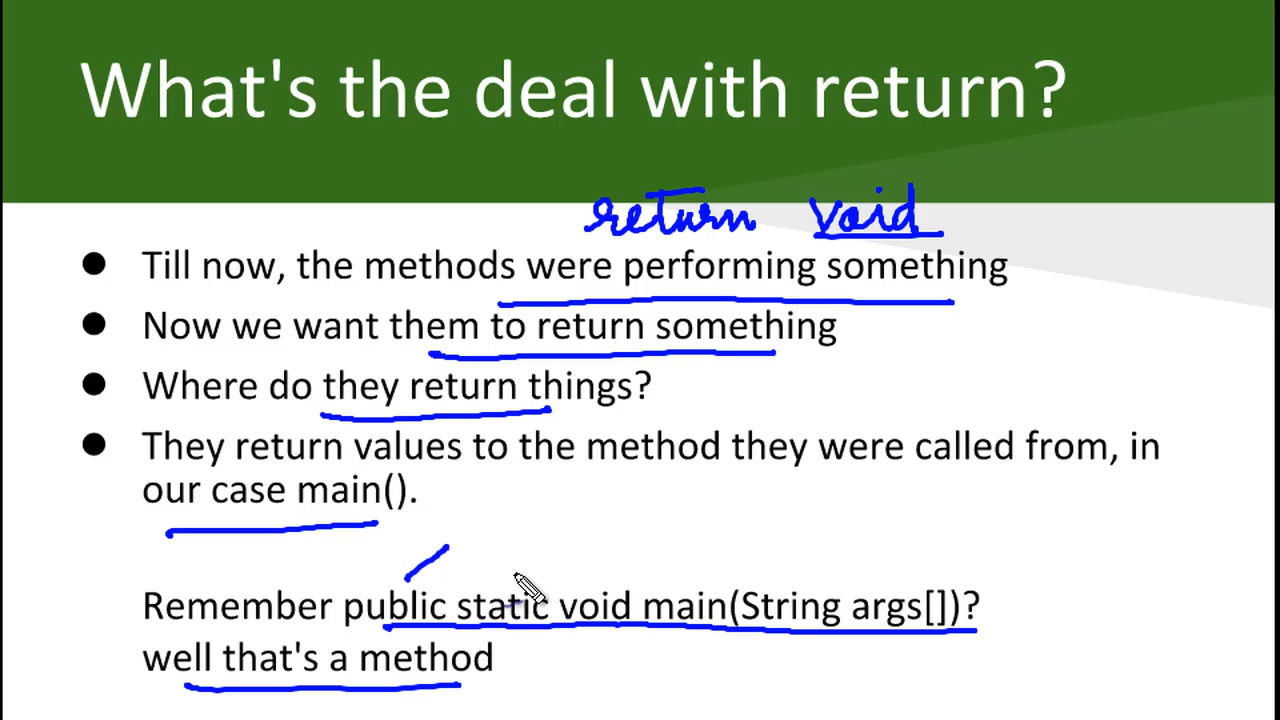 What's the deal with return?
return void
● Till now, the methods were performing something
● Now we want them to return something
● Where do they return things?
● They return values to the method they were called from, in
our case main().
Remember public static void main(String args[])?
well that's a method